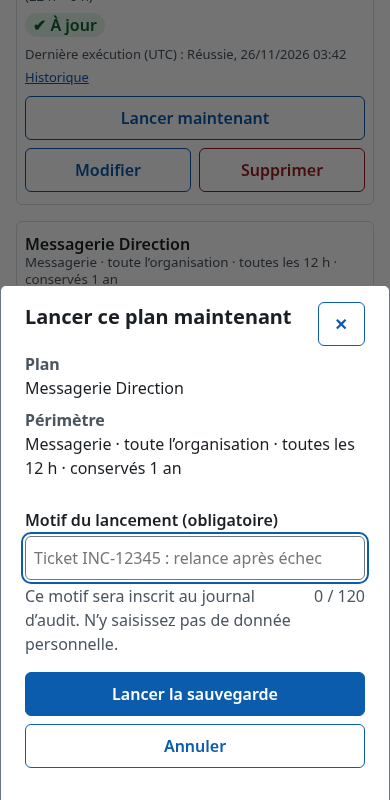 ✔ À jour
Dernière exécution (UTC) : Réussie, 26/11/2026 03:42
Historique
Lancer maintenant
Modifier
Supprimer
Messagerie Direction
Messagerie · toute l’organisation · toutes les 12 h ·
conservés 1 an
Lancer ce plan maintenant
×
Plan
Messagerie Direction
Périmètre
Messagerie · toute l’organisation · toutes les
12 h · conservés 1 an
Motif du lancement (obligatoire)
Ticket INC-12345 : relance après échec
Ce motif sera inscrit au journal
0 / 120
d’audit. N’y saisissez pas de donnée
personnelle.
Lancer la sauvegarde
Annuler